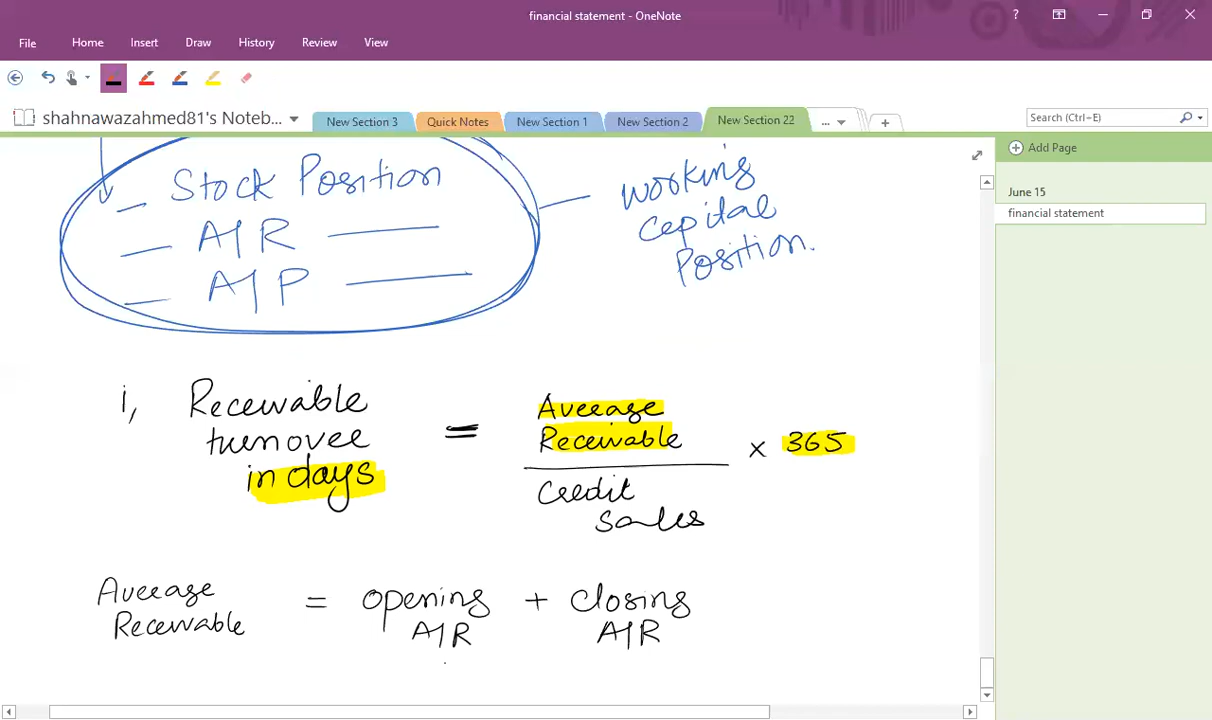 financial statement - OneNote
?
File Home Insert Draw History Review View
shahnawazahmed81's Noteb...
New Section 3
Quick Notes
New Section 1
New Section 2
New Section 22
...
+
Search (Ctrl+E)
Add Page
June 15
financial statement
– Stock Position
– A/R
– A/P
working
capital
Position.
i, Receivable
turnover
in days
=
Average
Receivable
Credit
sales
x 365
Average
Receivable
= opening + closing
A/R A/R